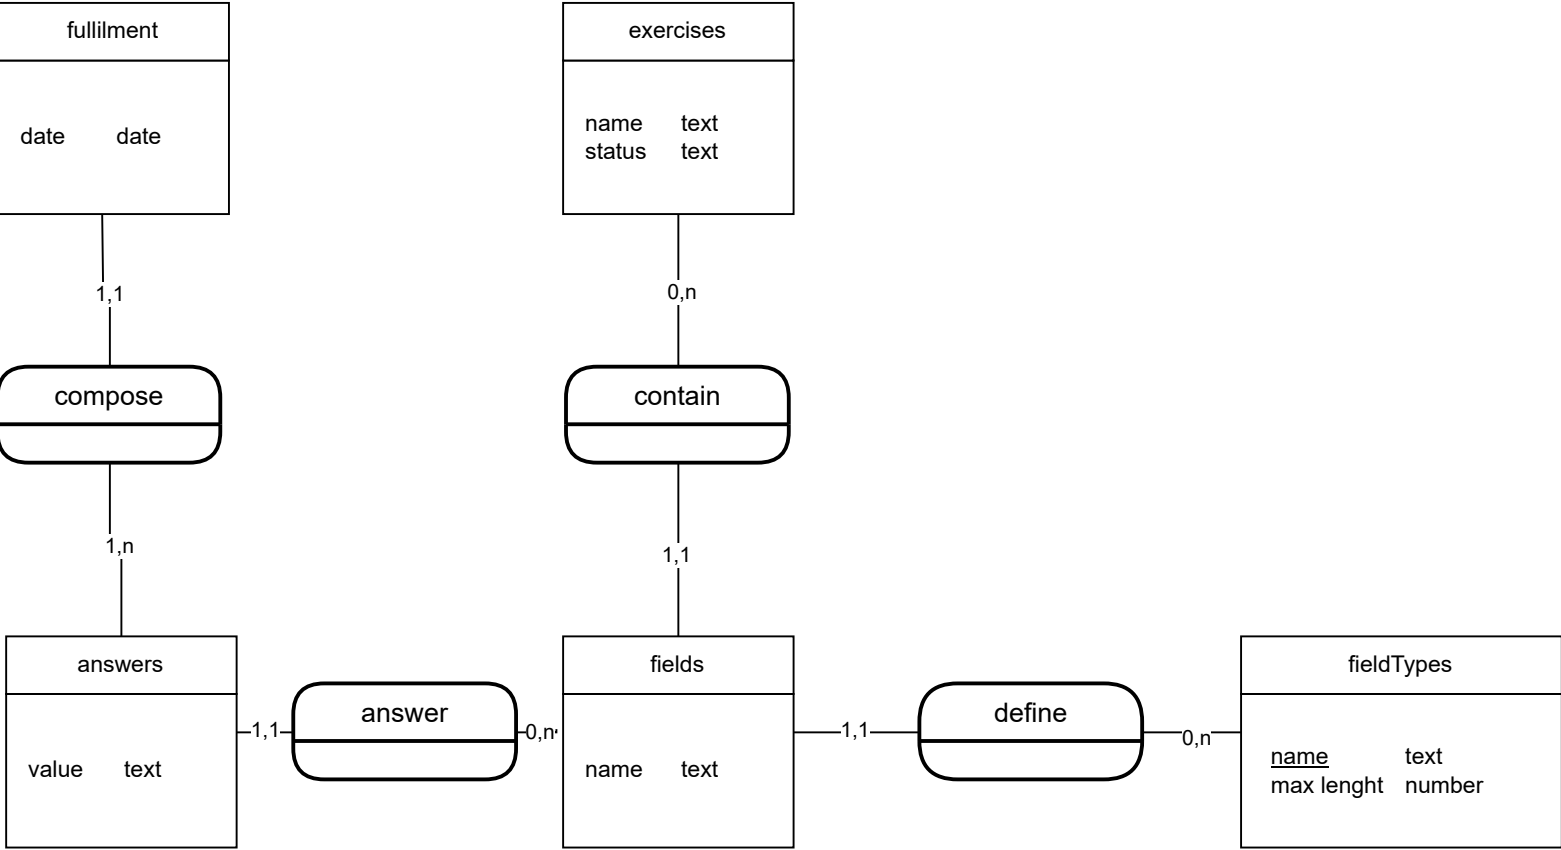 fullilment
date date
exercises
name text
status text
1,1
0,n
compose
contain
1,n
1,1
answers
value text
1,1
answer
0,n
fields
name text
1,1
define
0,n
fieldTypes
name text
max lenght number